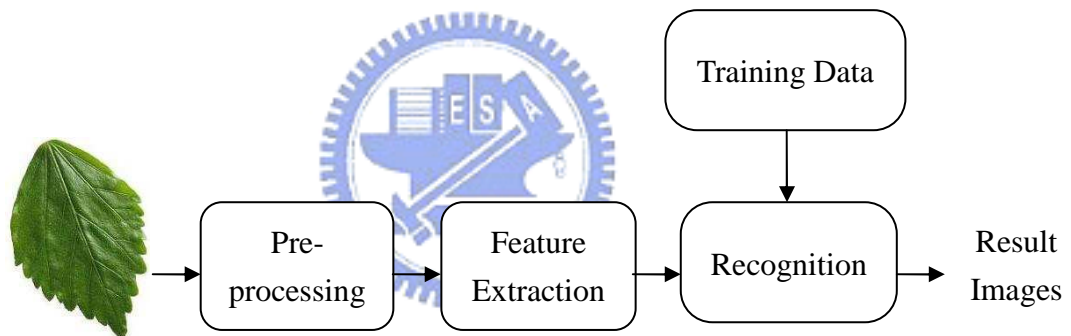 Training Data
E S A
Pre-
processing
Feature
Extraction
Recognition
Result
Images